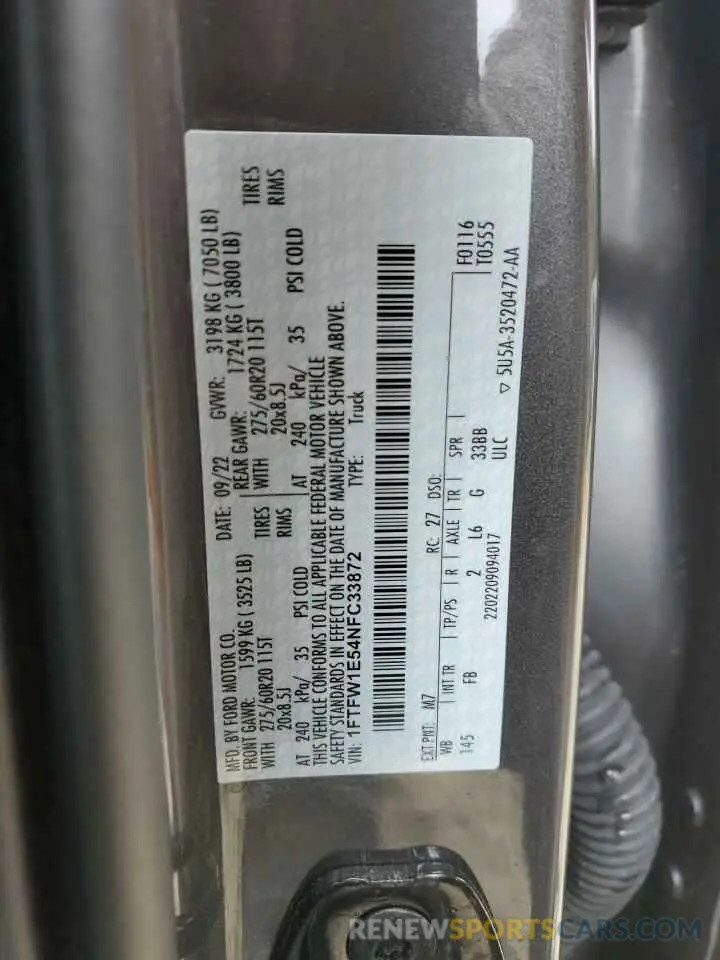 MFD. BY FORD MOTOR CO.
DATE: 09/22 GVWR: 3198 KG ( 7050 LB)
FRONT GAWR: 1599 KG ( 3525 LB) REAR GAWR: 1724 KG ( 3800 LB)
WITH 275/60R20 115T TIRES WITH 275/60R20 115T TIRES
20x8.5J RIMS 20x8.5J RIMS
AT 240 kPa/ 35 PSI COLD AT 240 kPa/ 35 PSI COLD
THIS VEHICLE CONFORMS TO ALL APPLICABLE FEDERAL MOTOR VEHICLE
SAFETY STANDARDS IN EFFECT ON THE DATE OF MANUFACTURE SHOWN ABOVE.
VIN: 1FTFW1E54NFC33872 TYPE: Truck
EXT PNT: M7 RC: 27 DSO: F0116
WB INT TR TP/PS R AXLE TR SPR T0555
145 FB 2 L6 G 33BB
ULC
2202209094017 ▽ 5U5A-3520472-AA
RENEWSPORTSCARS.COM